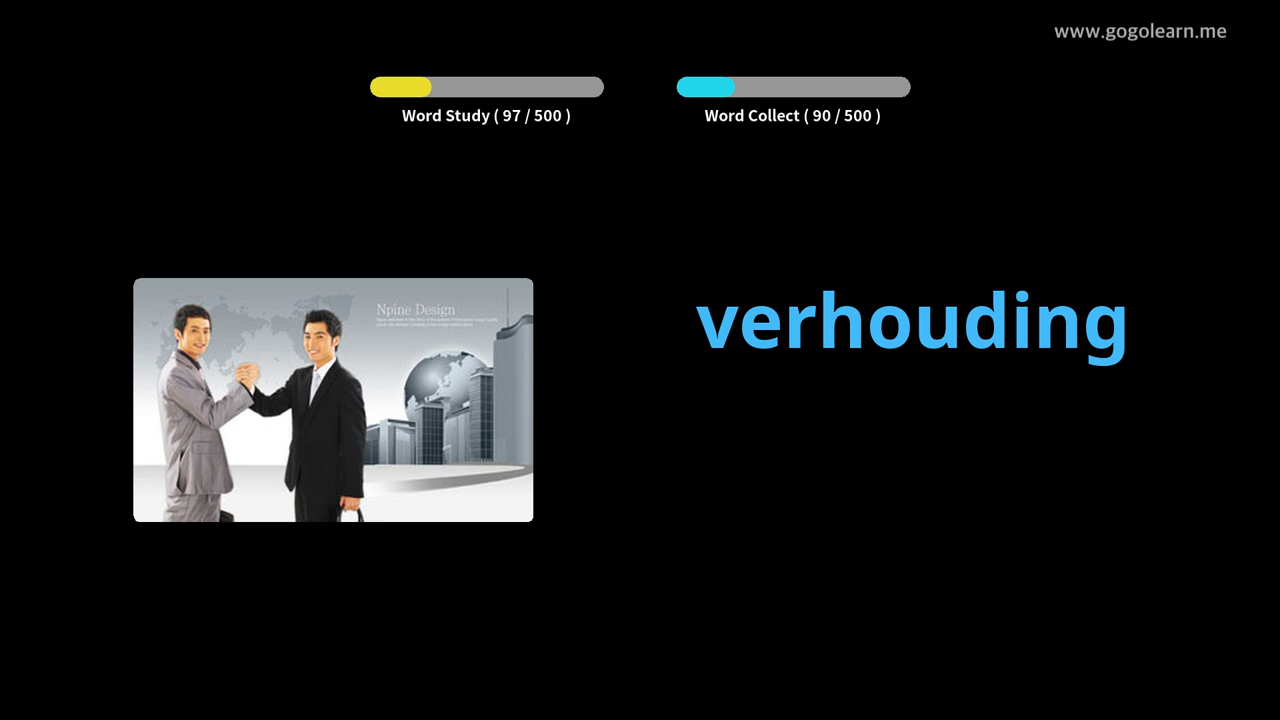 www.gogolearn.me
Word Study ( 97 / 500 )
Word Collect ( 90 / 500 )
Npine Design
verhouding